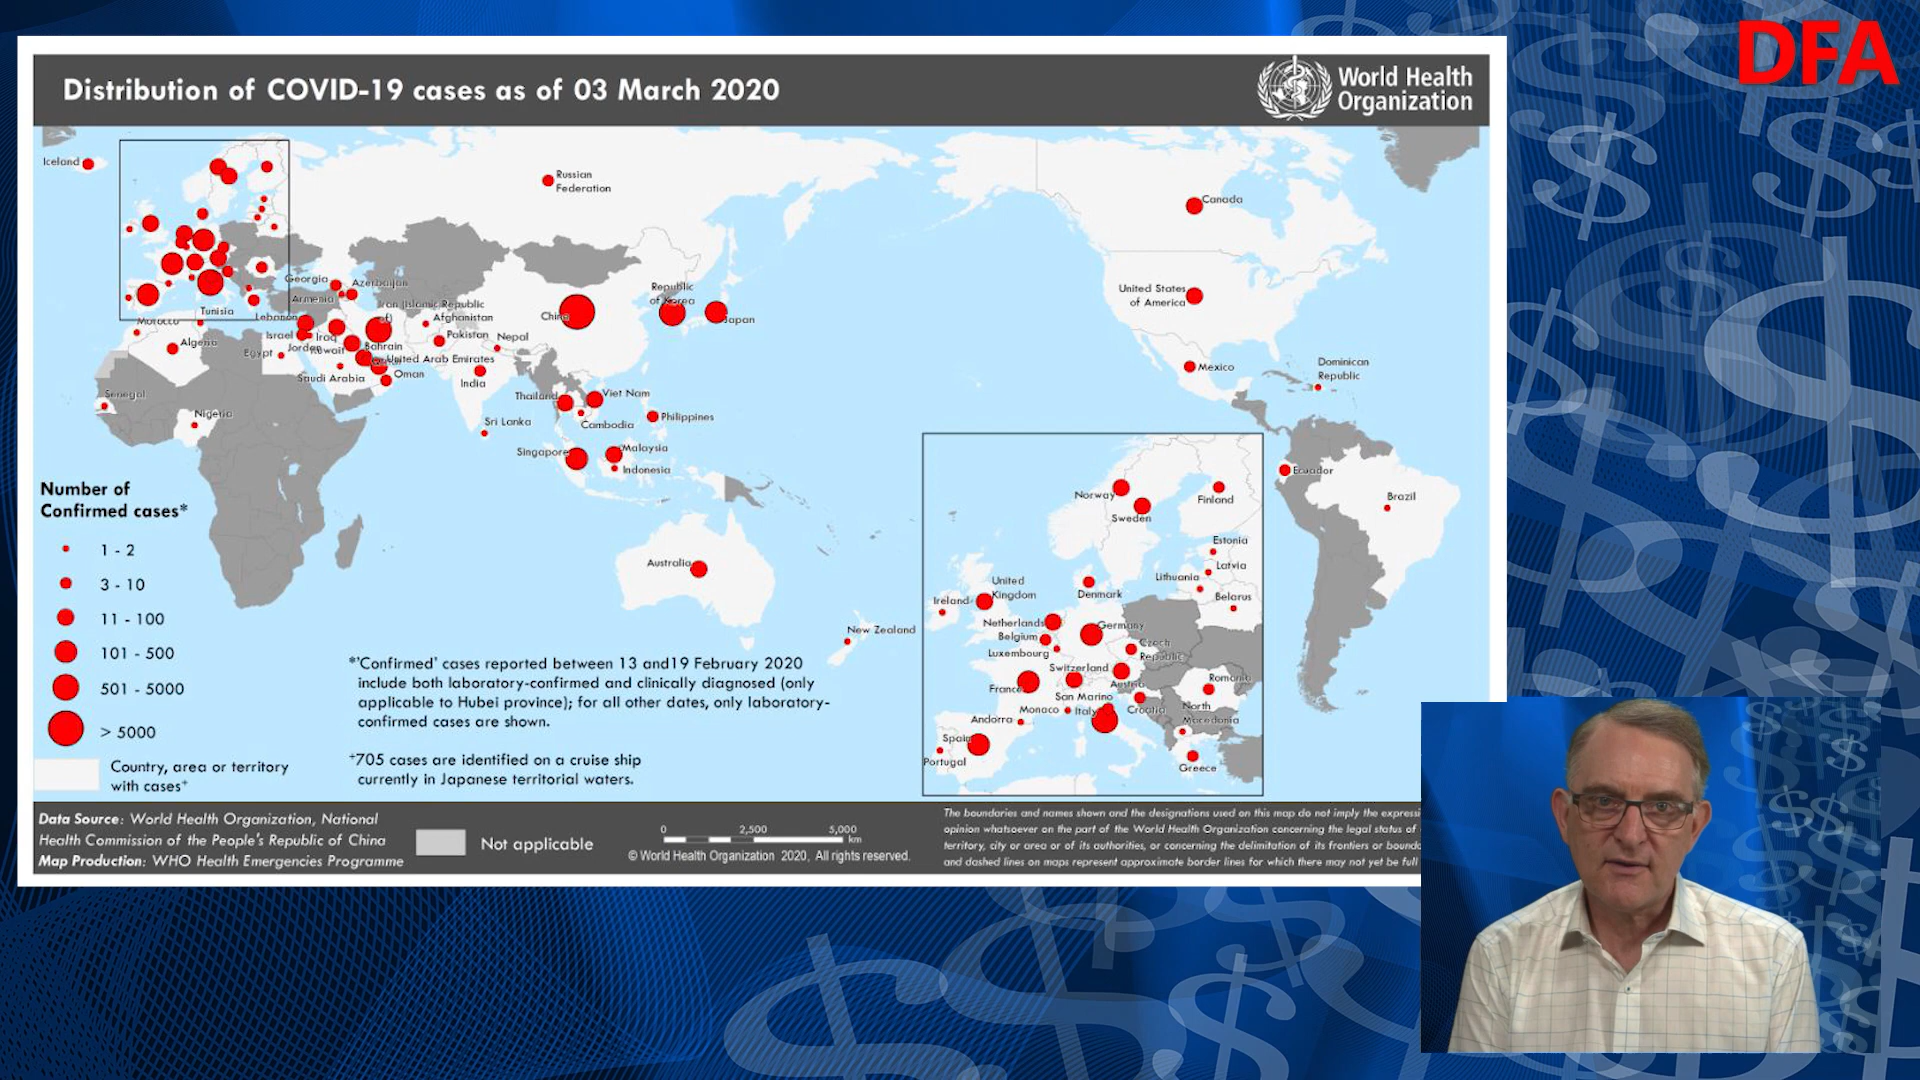 DFA
Distribution of COVID-19 cases as of 03 March 2020
World Health
Organization
Iceland
Russian
Federation
Canada
Georgia
Azerbaijan
Armenia
Iran (Islamic Republic
of)
Republic
of Korea
United States
of America
Tunisia
Lebanon
Afghanistan
China
Japan
Morocco
Israel
Iraq
Pakistan
Nepal
Algeria
Egypt
Jordan
Kuwait
Bahrain
United Arab Emirates
Saudi Arabia
Oman
India
Mexico
Dominican
Republic
Senegal
Nigeria
Thailand
Viet Nam
Sri Lanka
Cambodia
Philippines
Singapore
Malaysia
Indonesia
Ecuador
Brazil
Australia
New Zealand
Norway
Finland
Sweden
Estonia
Latvia
Lithuania
Belarus
United
Kingdom
Denmark
Ireland
Netherlands
Germany
Belgium
Czech
Republic
Luxembourg
Switzerland
Austria
France
San Marino
Romania
Monaco
Italy
Croatia
North
Macedonia
Andorra
Spain
Portugal
Greece
Number of
Confirmed cases*
1 - 2
3 - 10
11 - 100
101 - 500
501 - 5000
> 5000
Country, area or territory
with cases+
*'Confirmed' cases reported between 13 and19 February 2020
include both laboratory-confirmed and clinically diagnosed (only
applicable to Hubei province); for all other dates, only laboratory-
confirmed cases are shown.
+705 cases are identified on a cruise ship
currently in Japanese territorial waters.
Data Source: World Health Organization, National
Health Commission of the People's Republic of China
Map Production: WHO Health Emergencies Programme
Not applicable
0 2,500 5,000
km
© World Health Organization 2020, All rights reserved.
The boundaries and names shown and the designations used on this map do not imply the expressi
opinion whatsoever on the part of the World Health Organization concerning the legal status of
territory, city or area or of its authorities, or concerning the delimitation of its frontiers or bounda
and dashed lines on maps represent approximate border lines for which there may not yet be full